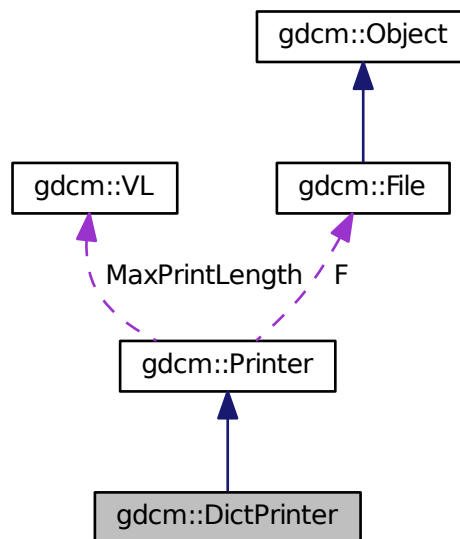 gdcm::Object
gdcm::VL
gdcm::File
MaxPrintLength
F
gdcm::Printer
gdcm::DictPrinter